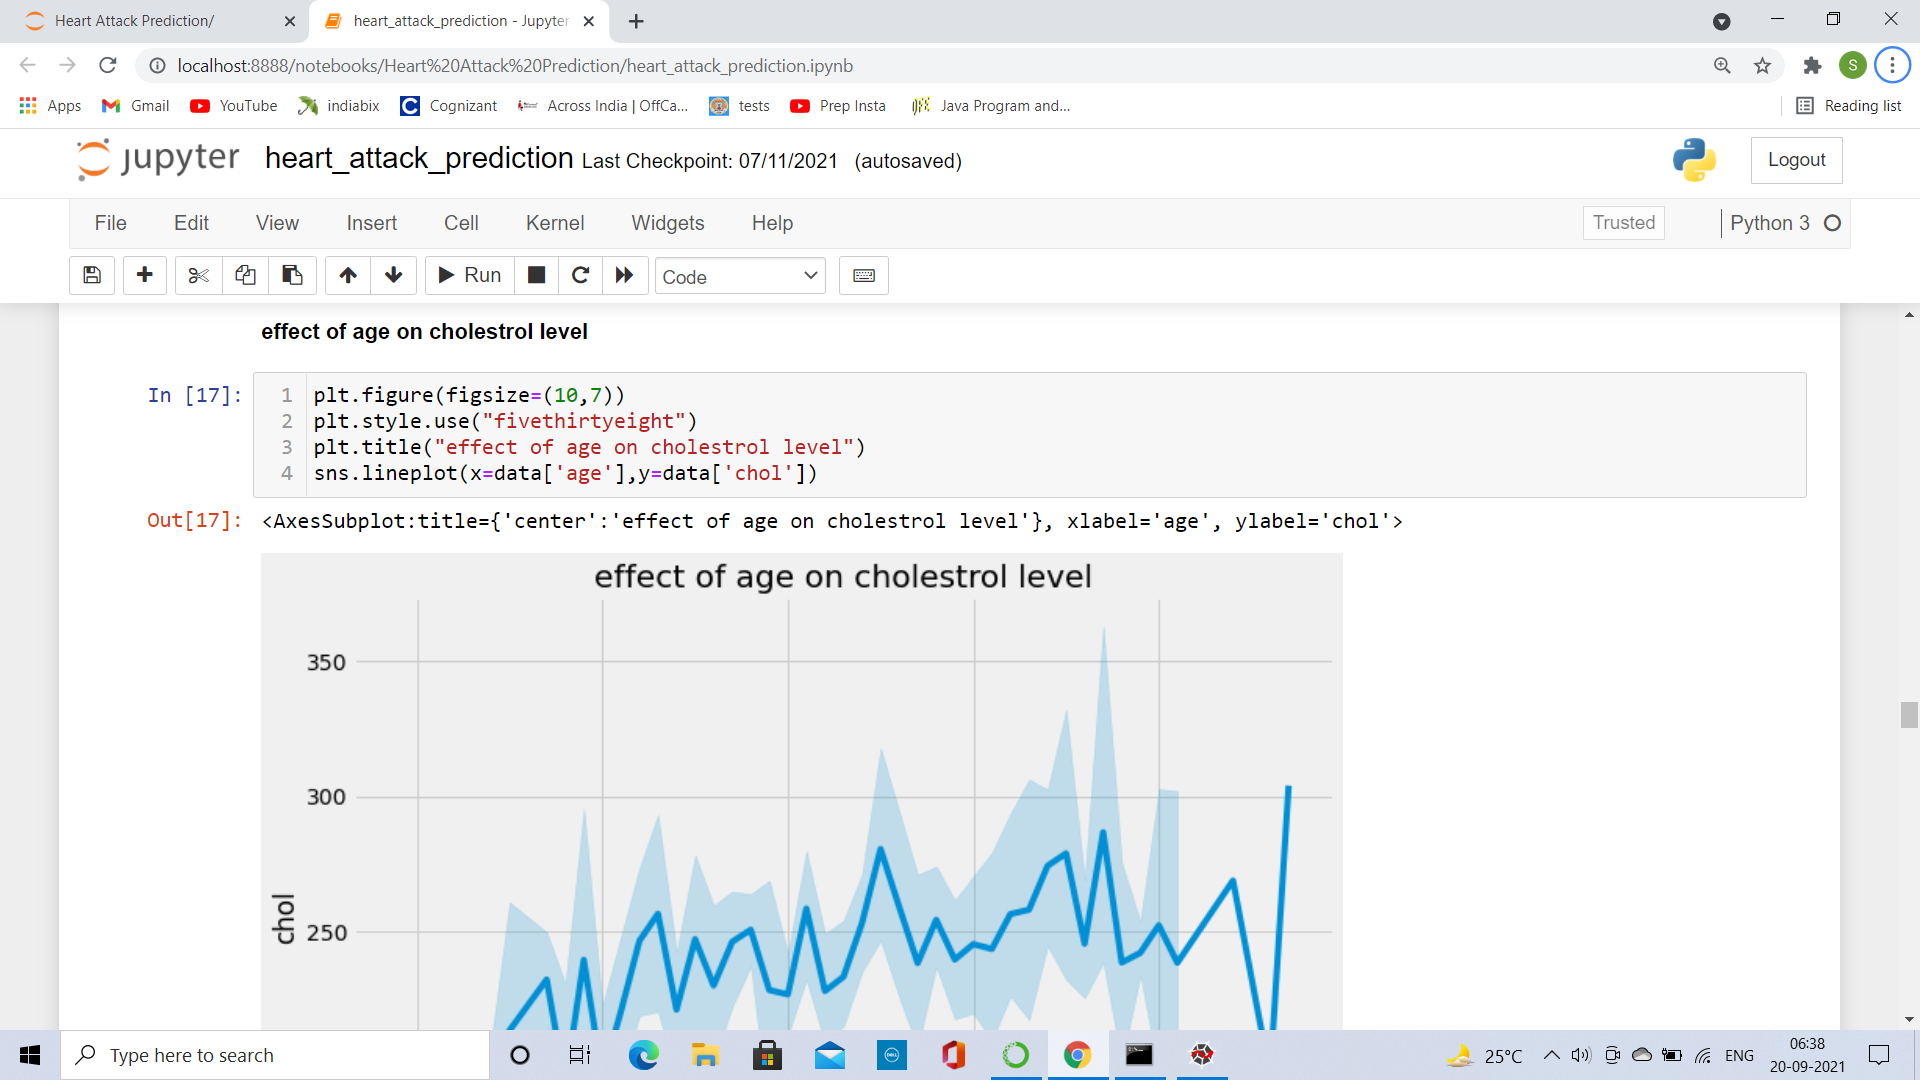 Heart Attack Prediction/
heart_attack_prediction - Jupyter
localhost:8888/notebooks/Heart%20Attack%20Prediction/heart_attack_prediction.ipynb
S
Apps Gmail YouTube indiabix Cognizant Across India | OffCa... tests Prep Insta Java Program and... Reading list
jupyter heart_attack_prediction Last Checkpoint: 07/11/2021 (autosaved) Logout
File Edit View Insert Cell Kernel Widgets Help Trusted Python 3
Run Code
effect of age on cholestrol level
In [17]: 1 plt.figure(figsize=(10,7))
2 plt.style.use("fivethirtyeight")
3 plt.title("effect of age on cholestrol level")
4 sns.lineplot(x=data['age'],y=data['chol'])
Out[17]: <AxesSubplot:title={'center':'effect of age on cholestrol level'}, xlabel='age', ylabel='chol'>
effect of age on cholestrol level
350
300
chol
250
Type here to search
25°C ENG
06:38
20-09-2021